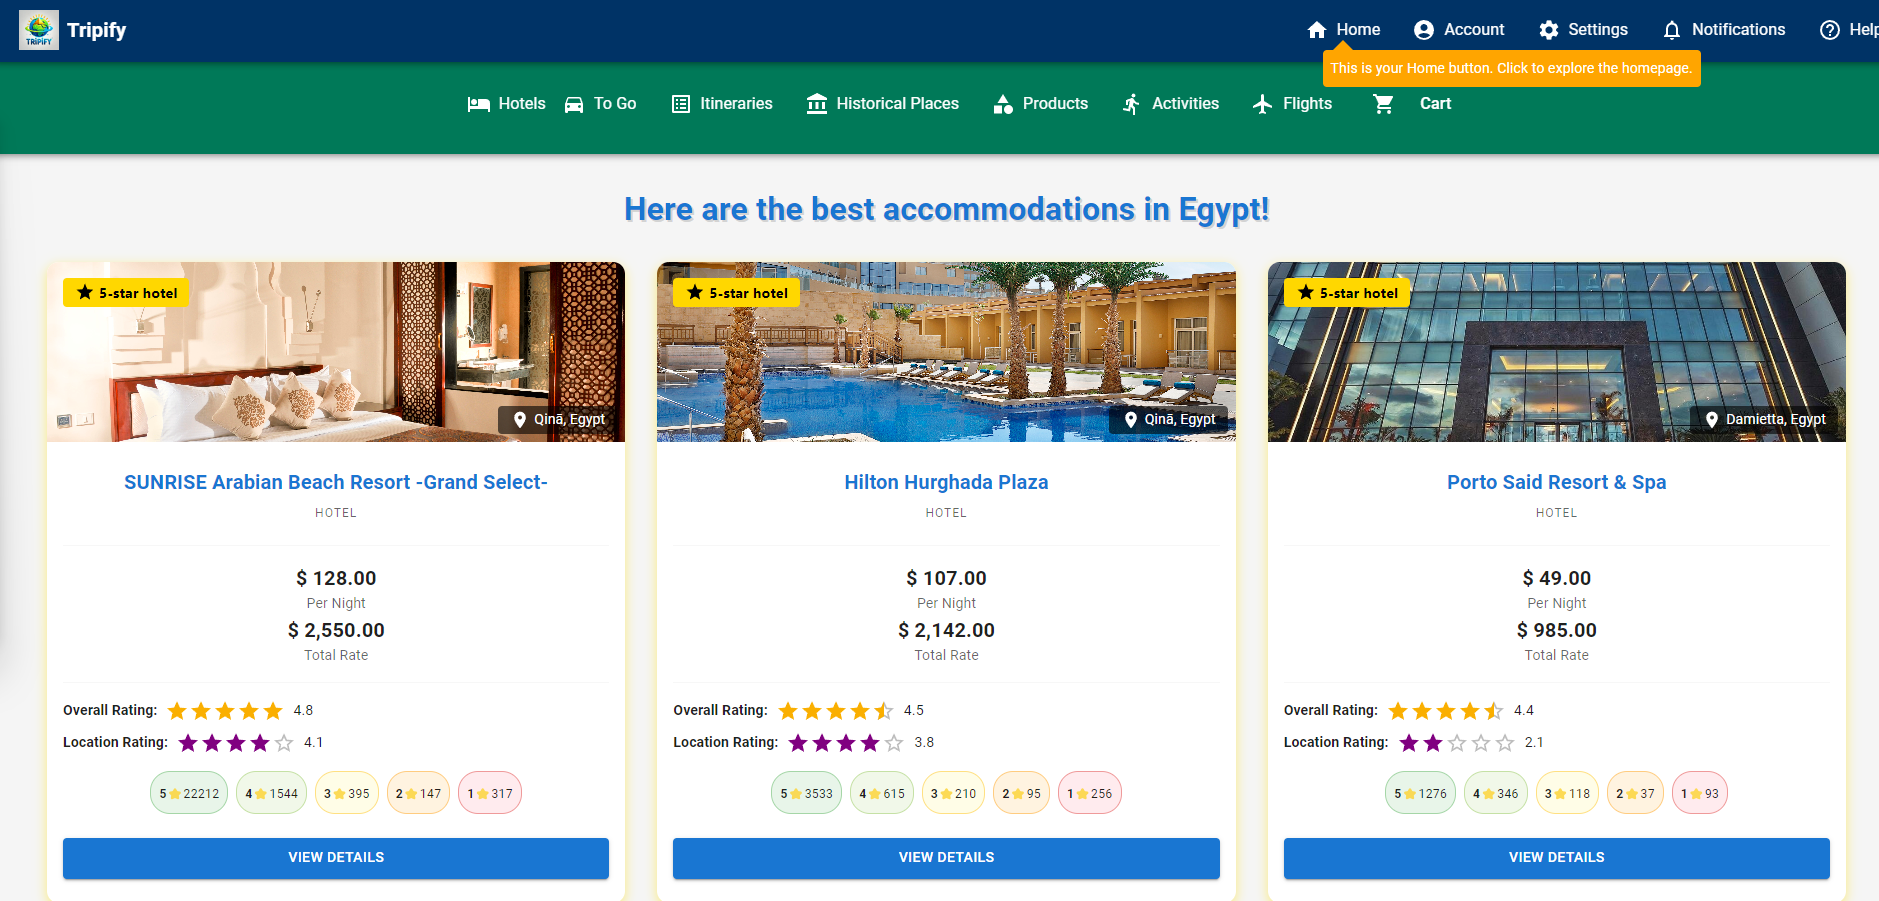 TRIPIFY
Tripify
Home
Account
Settings
Notifications
Help
This is your Home button. Click to explore the homepage.
Hotels
To Go
Itineraries
Historical Places
Products
Activities
Flights
Cart
Here are the best accommodations in Egypt!
5-star hotel
Qinā, Egypt
SUNRISE Arabian Beach Resort -Grand Select-
HOTEL
$ 128.00
Per Night
$ 2,550.00
Total Rate
Overall Rating: 4.8
Location Rating: 4.1
5 22212 4 1544 3 395 2 147 1 317
VIEW DETAILS
5-star hotel
Qinā, Egypt
Hilton Hurghada Plaza
HOTEL
$ 107.00
Per Night
$ 2,142.00
Total Rate
Overall Rating: 4.5
Location Rating: 3.8
5 3533 4 615 3 210 2 95 1 256
VIEW DETAILS
5-star hotel
Damietta, Egypt
Porto Said Resort & Spa
HOTEL
$ 49.00
Per Night
$ 985.00
Total Rate
Overall Rating: 4.4
Location Rating: 2.1
5 1276 4 346 3 118 2 37 1 93
VIEW DETAILS